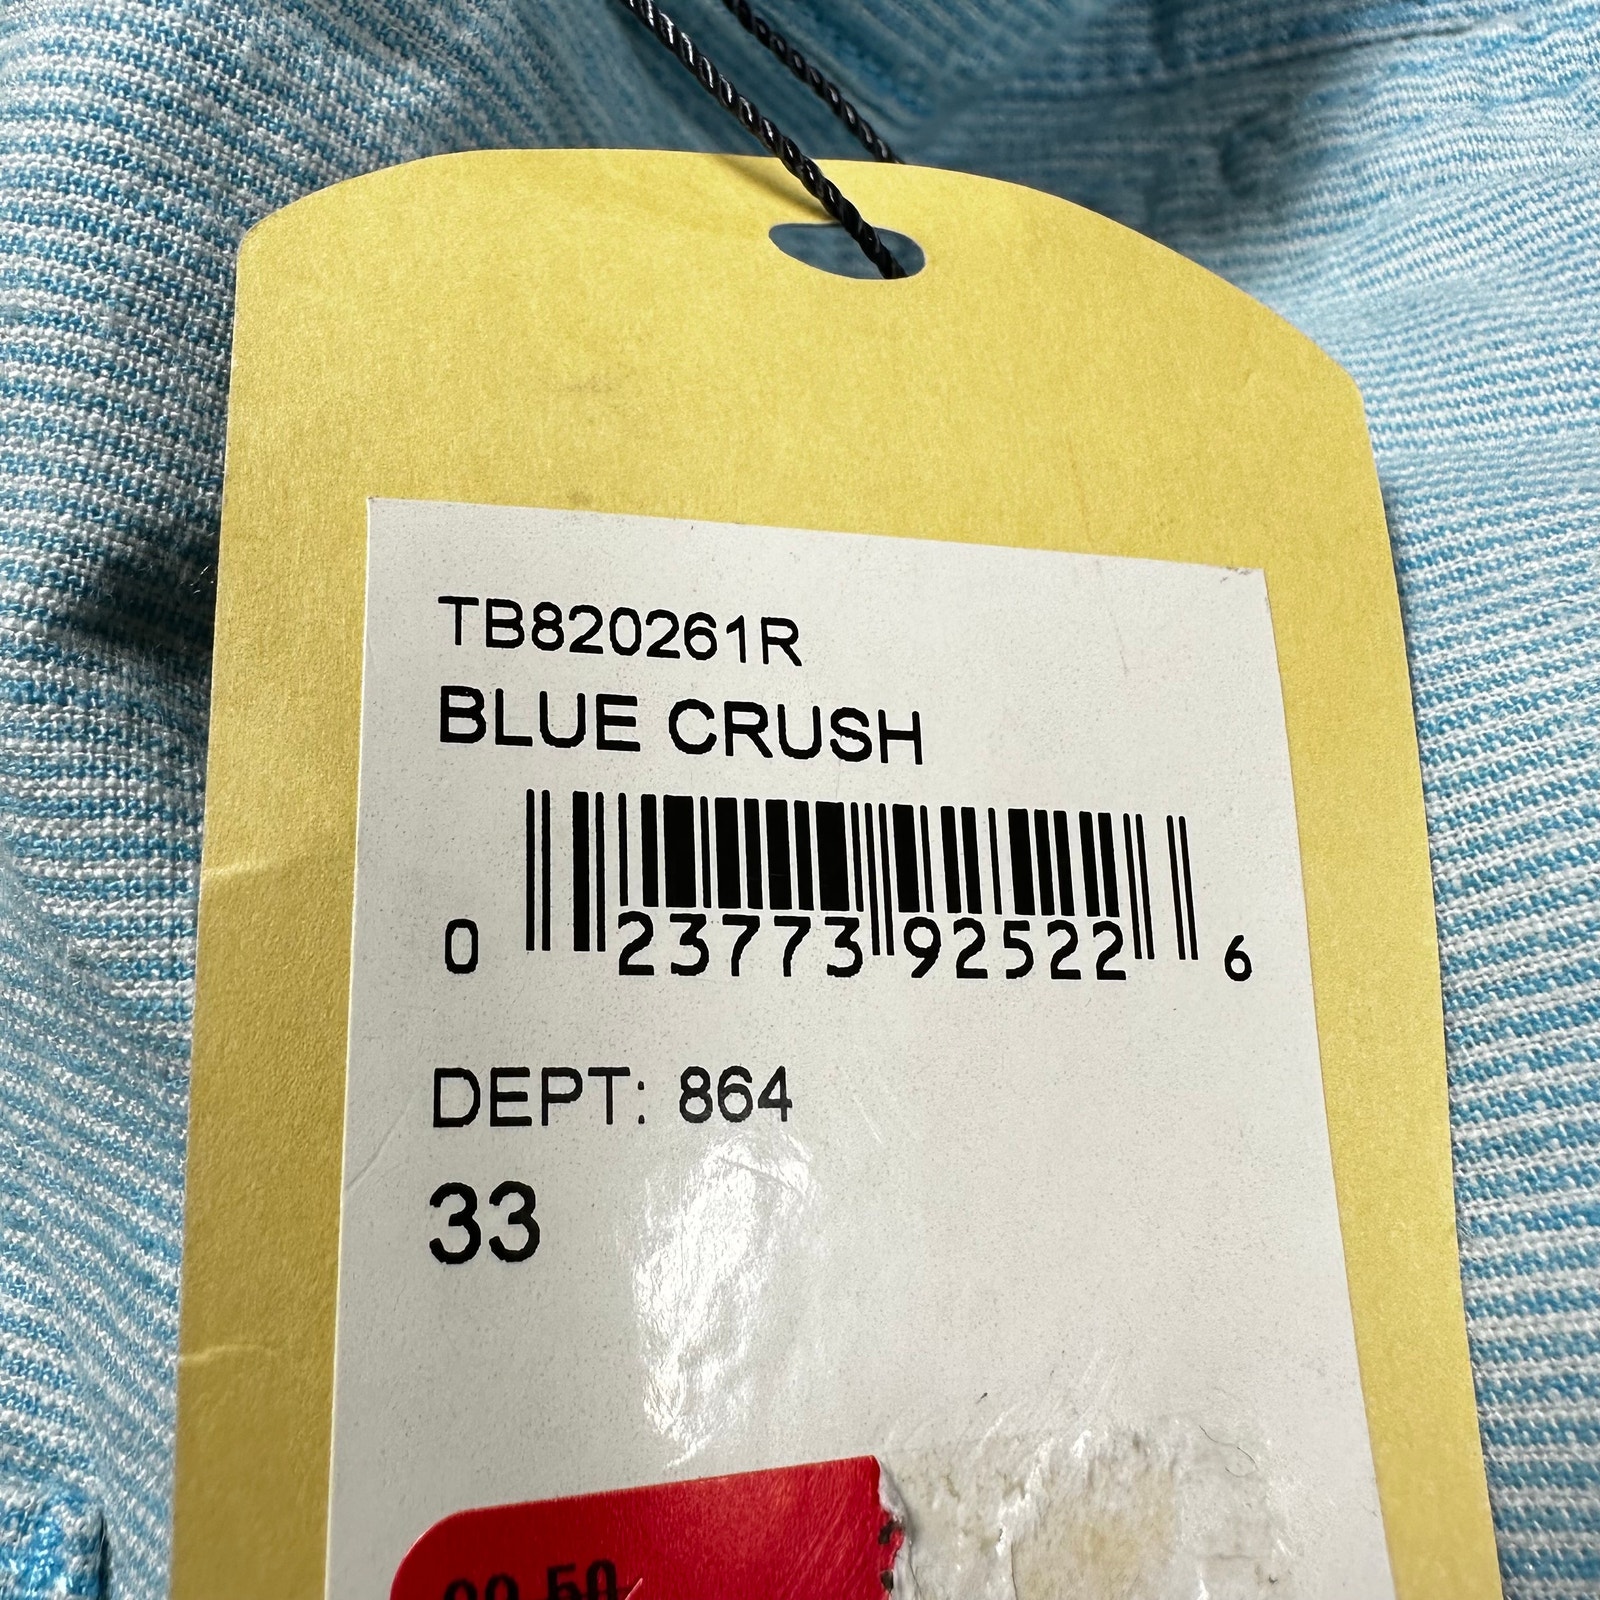 TB820261R
BLUE CRUSH
0 23773 92522 6
DEPT: 864
33